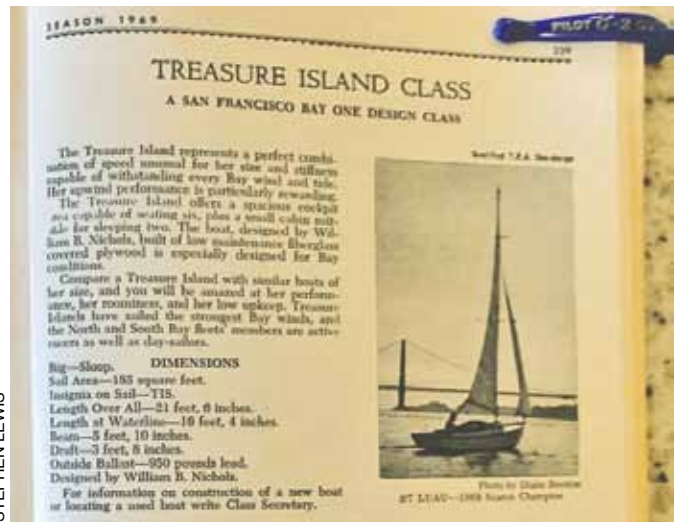 SEASON 1969
PILOT G-2
239
TREASURE ISLAND CLASS
A SAN FRANCISCO BAY ONE DESIGN CLASS
The Treasure Island represents a perfect combi-
nation of speed unusual for her size and stiffness
capable of withstanding every Bay wind and tide.
Her upwind performance is particularly rewarding.
The Treasure Island offers a spacious cockpit
area capable of seating six, plus a small cabin suit-
able for sleeping two. The boat, designed by Wil-
liam B. Nichols, built of low maintenance fiberglass
covered plywood is especially designed for Bay
conditions.
Compare a Treasure Island with similar boats of
her size, and you will be amazed at her perform-
ance, her roominess, and her low upkeep. Treasure
Islands have sailed the strongest Bay winds, and
the North and South Bay fleets' members are active
racers as well as day-sailors.
DIMENSIONS
Rig—Sloop.
Sail Area—185 square feet.
Insignia on Sail—TIS.
Length Over All—21 feet, 6 inches.
Length at Waterline—16 feet, 4 inches.
Beam—5 feet, 10 inches.
Draft—3 feet, 8 inches.
Outside Ballast—950 pounds lead.
Designed by William B. Nichols.
For information on construction of a new boat
or locating a used boat write Class Secretary.
Photo by Diane
LUAU—1968 Season Champion
STEPHEN LEWIS